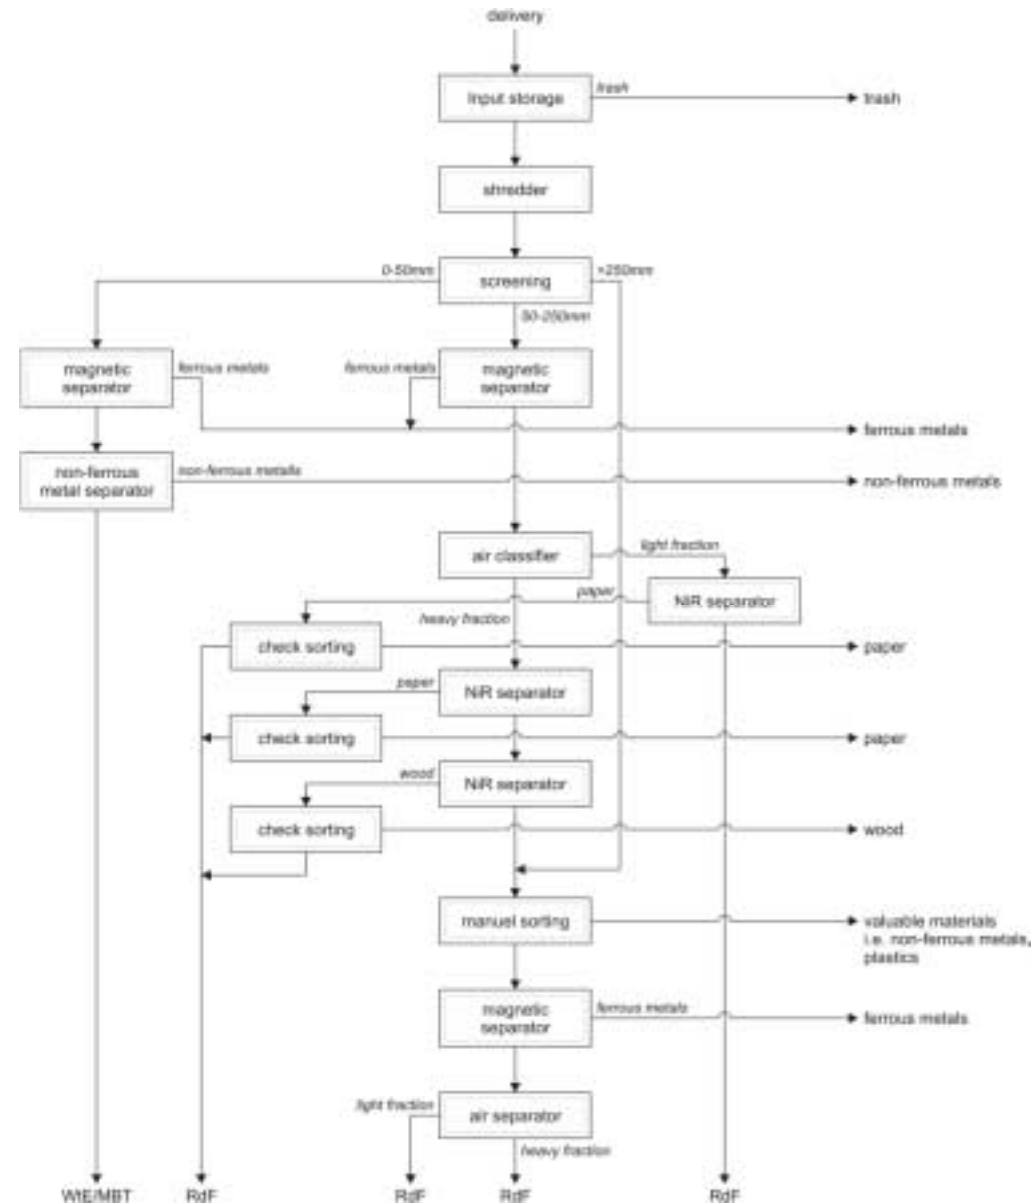 delivery
Input storage
trash
trash
shredder
0-50mm
screening
>250mm
50-250mm
magnetic
separator
ferrous metals
ferrous metals
magnetic
separator
ferrous metals
non-ferrous
metal separator
non-ferrous metalls
non-ferrous metals
air classifier
light fraction
paper
NiR separator
heavy fraction
check sorting
paper
paper
NiR separator
check sorting
paper
wood
NiR separator
check sorting
wood
manuel sorting
valuable materials
i.e. non-ferrous metals,
plastics
magnetic
separator
ferrous metals
ferrous metals
light fraction
air separator
heavy fraction
WtE/MBT
RdF
RdF
RdF
RdF